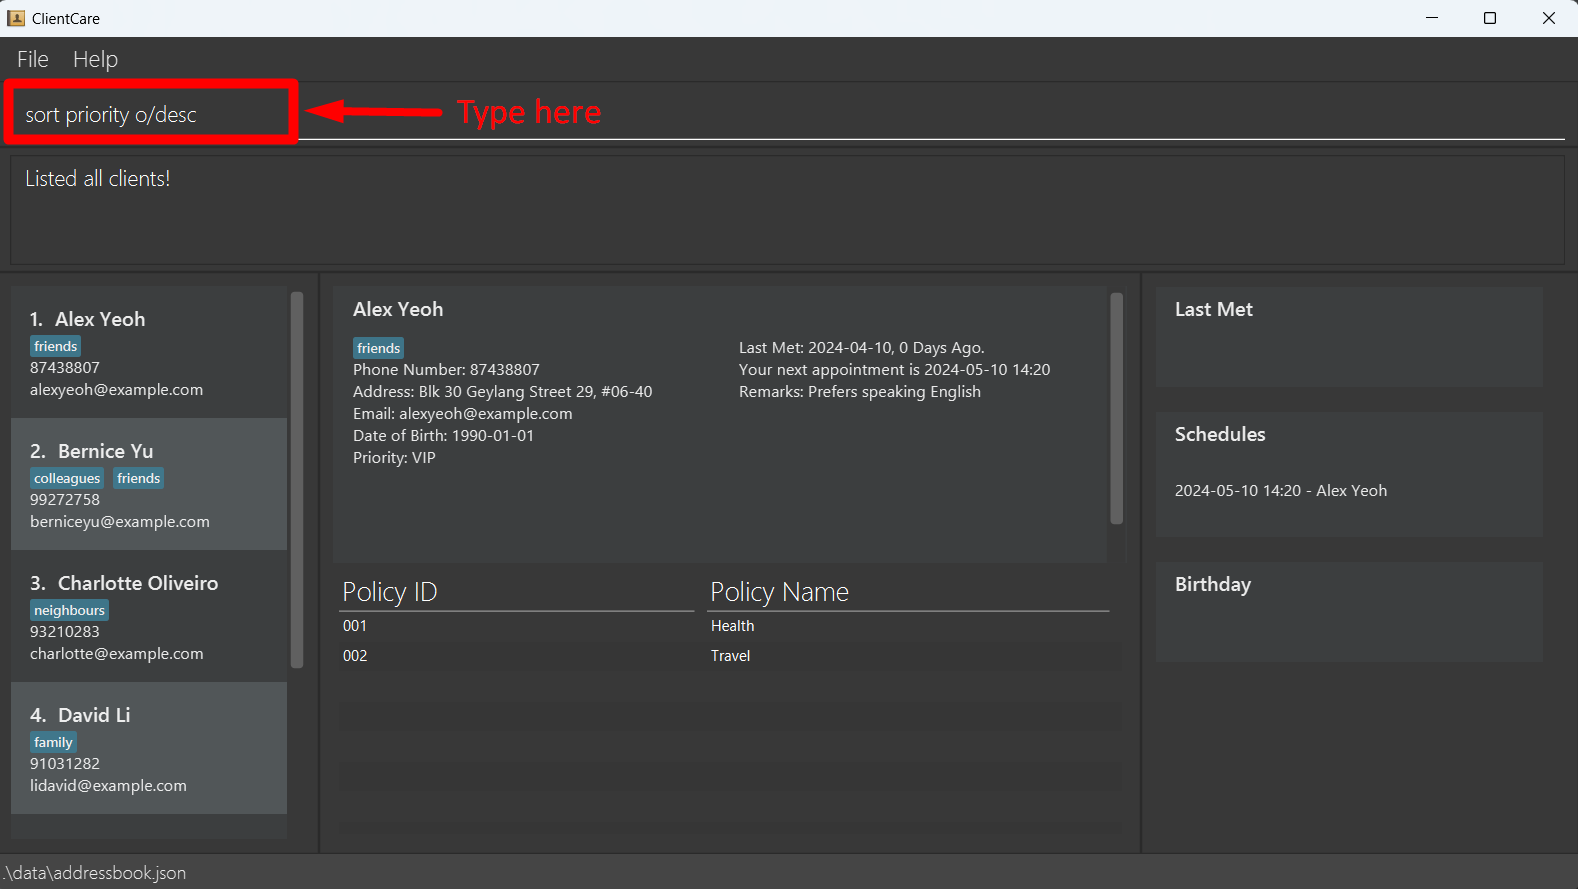 ClientCare
File Help
sort priority o/desc
Type here
Listed all clients!
1. Alex Yeoh
friends
87438807
alexyeoh@example.com
2. Bernice Yu
colleagues friends
99272758
berniceyu@example.com
3. Charlotte Oliveiro
neighbours
93210283
charlotte@example.com
4. David Li
family
91031282
lidavid@example.com
Alex Yeoh
friends
Phone Number: 87438807
Address: Blk 30 Geylang Street 29, #06-40
Email: alexyeoh@example.com
Date of Birth: 1990-01-01
Priority: VIP
Last Met: 2024-04-10, 0 Days Ago.
Your next appointment is 2024-05-10 14:20
Remarks: Prefers speaking English
Policy ID Policy Name
001 Health
002 Travel
Last Met
Schedules
2024-05-10 14:20 - Alex Yeoh
Birthday
.\data\addressbook.json